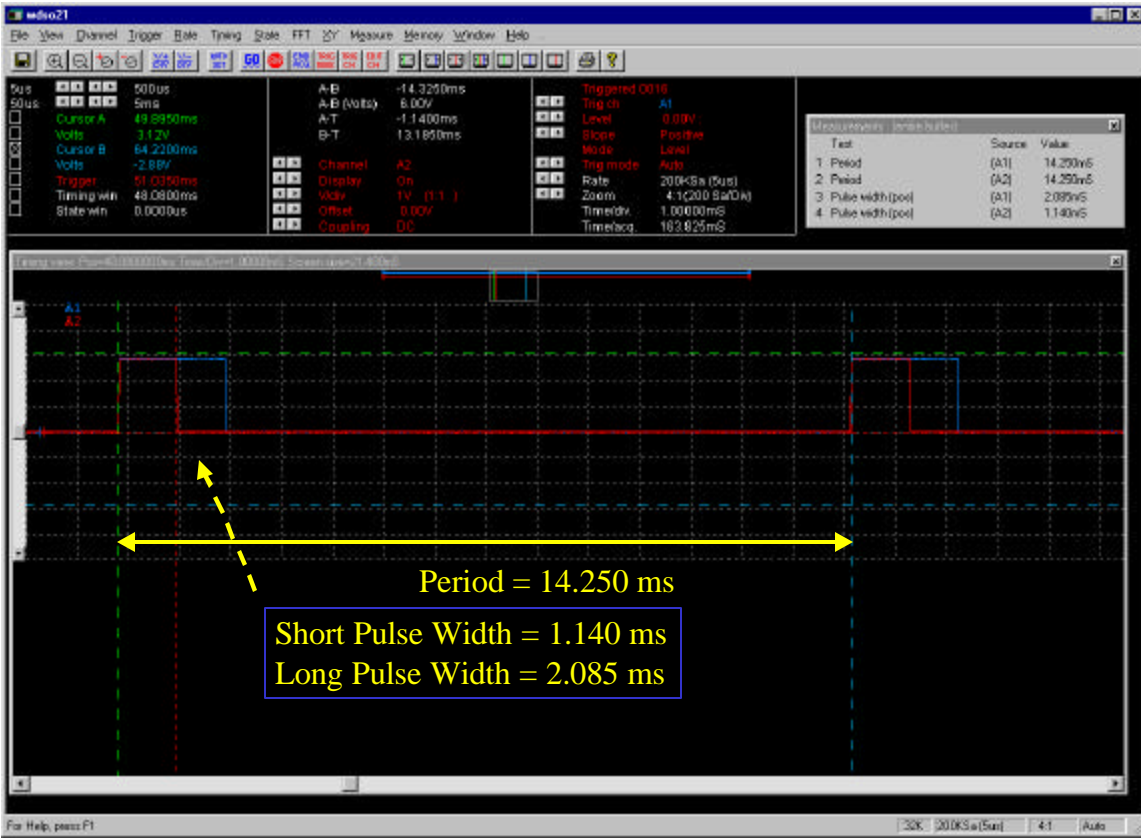 wdso21
File View Channel Trigger Rate Timing State FFT XY Measure Memory Window Help
GO
5us 500us
50us 5ms
Cursor A 49.8950ms
Volts 3.12V
Cursor B 64.2200ms
Volts -2.88V
Trigger 51.0350ms
Timing win 48.0800ms
State win 0.0000us
A-B -14.3250ms
A-B (Volts) 6.00V
A-T -1.1400ms
B-T 13.1850ms
Channel A2
Display On
V/div 1V (1:1)
Offset 0.00V
Coupling DC
Triggered 0016
Trig ch A1
Level 0.00V
Slope Positive
Mode Level
Trig mode Auto
Rate 200KSa (5us)
Zoom 4:1(200 Sa/Div)
Time/div. 1.00000mS
Time/acq. 163.825mS
Measurements
Test Source Value
1 Period (A1) 14.250mS
2 Period (A2) 14.250mS
3 Pulse width (pos) (A1) 2.085mS
4 Pulse width (pos) (A2) 1.140mS
A1
A2
Period = 14.250 ms
Short Pulse Width = 1.140 ms
Long Pulse Width = 2.085 ms
For Help, press F1
32K 200KSa(5us) 4:1 Auto